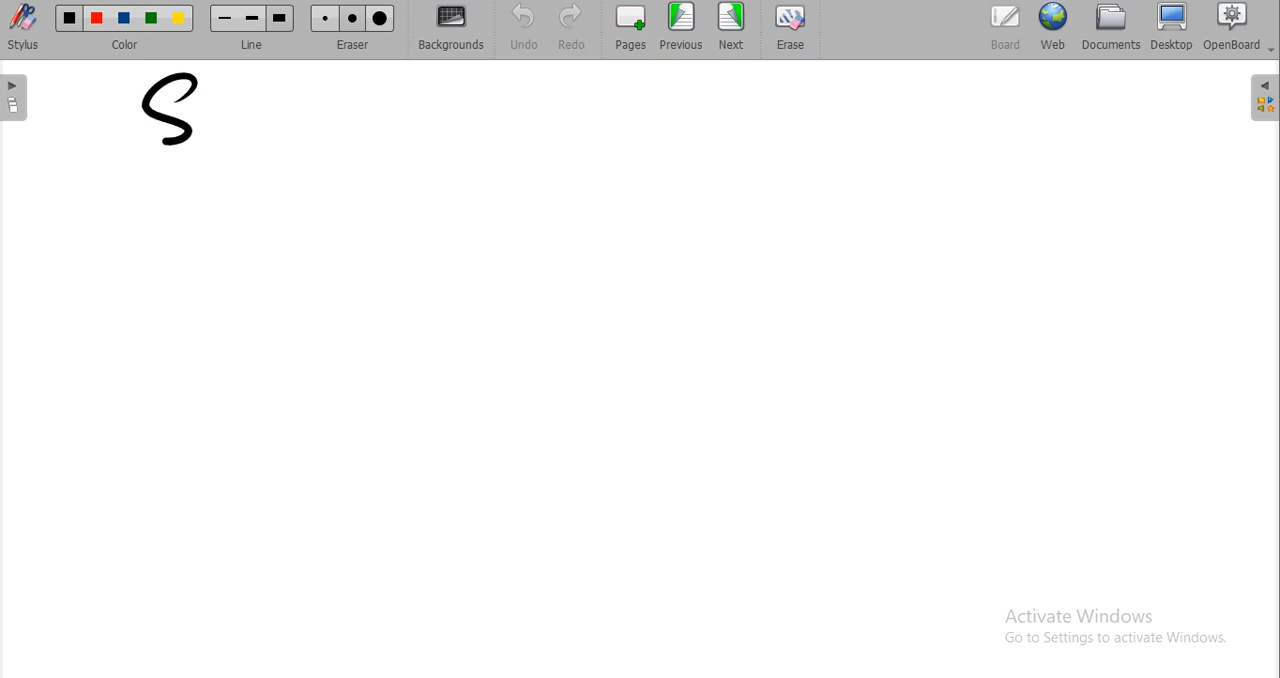 Stylus Color Line Eraser Backgrounds Undo Redo Pages Previous Next Erase Board Web Documents Desktop OpenBoard
S
Activate Windows
Go to Settings to activate Windows.